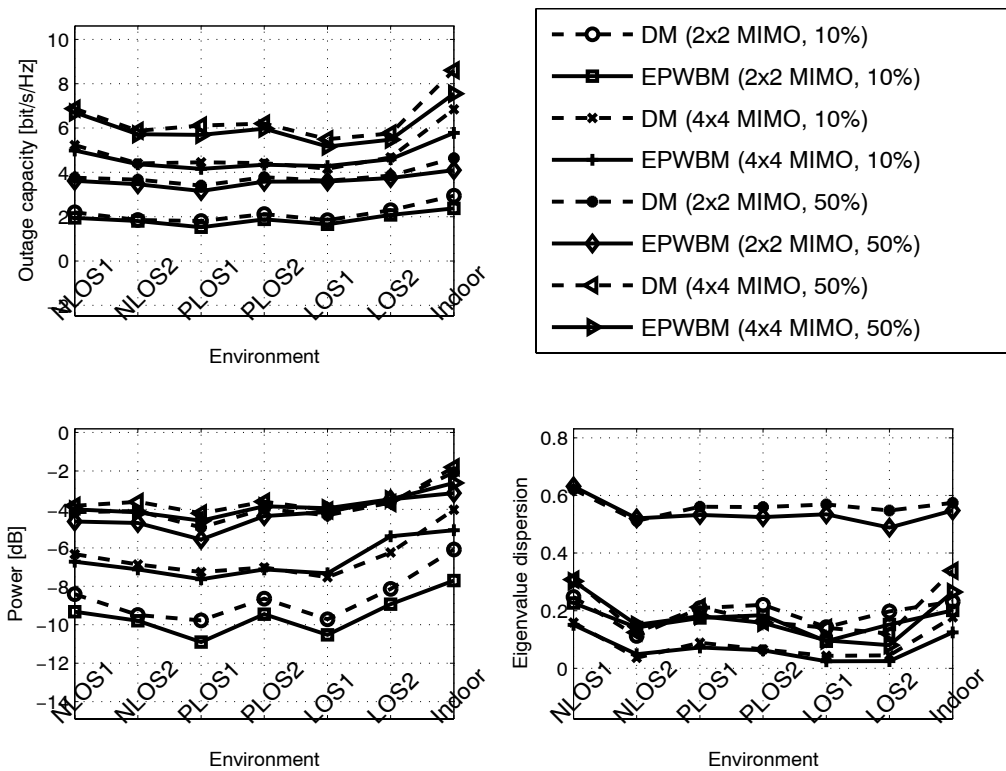 10
8
6
4
2
0
2
Outage capacity [bit/s/Hz]
NLOS1
NLOS2
PLOS1
PLOS2
LOS1
LOS2
Indoor
Environment
DM (2x2 MIMO, 10%)
EPWBM (2x2 MIMO, 10%)
DM (4x4 MIMO, 10%)
EPWBM (4x4 MIMO, 10%)
DM (2x2 MIMO, 50%)
EPWBM (2x2 MIMO, 50%)
DM (4x4 MIMO, 50%)
EPWBM (4x4 MIMO, 50%)
0
−2
−4
−6
−8
−10
−12
−14
Power [dB]
NLOS1
NLOS2
PLOS1
PLOS2
LOS1
LOS2
Indoor
Environment
0.8
0.6
0.4
0.2
0
Eigenvalue dispersion
NLOS1
NLOS2
PLOS1
PLOS2
LOS1
LOS2
Indoor
Environment